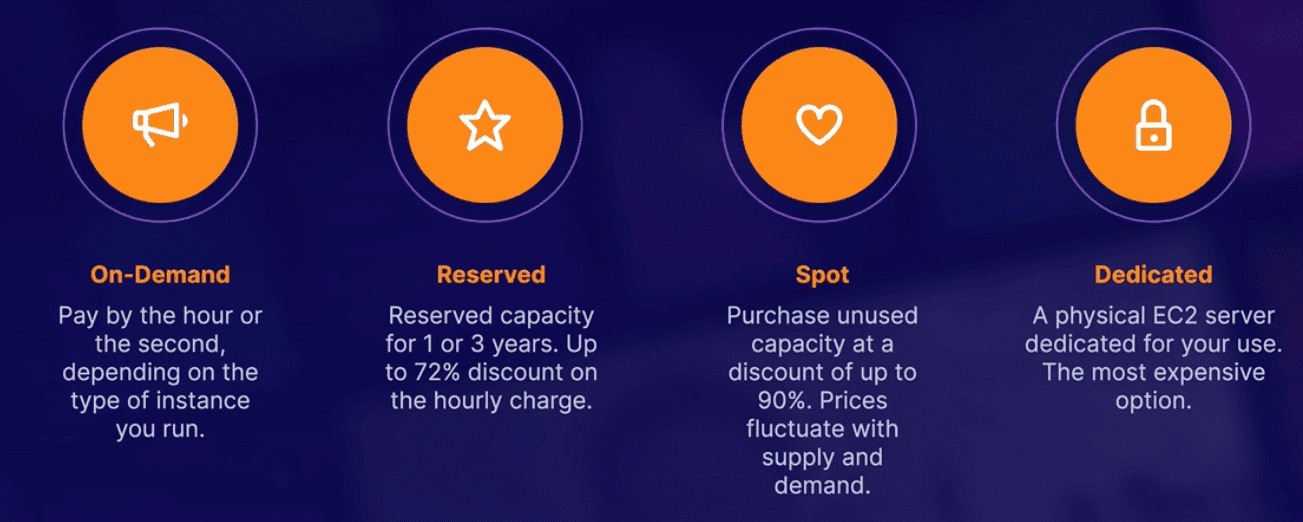 On-Demand
Pay by the hour or
the second,
depending on the
type of instance
you run.
Reserved
Reserved capacity
for 1 or 3 years. Up
to 72% discount on
the hourly charge.
Spot
Purchase unused
capacity at a
discount of up to
90%. Prices
fluctuate with
supply and
demand.
Dedicated
A physical EC2 server
dedicated for your use.
The most expensive
option.